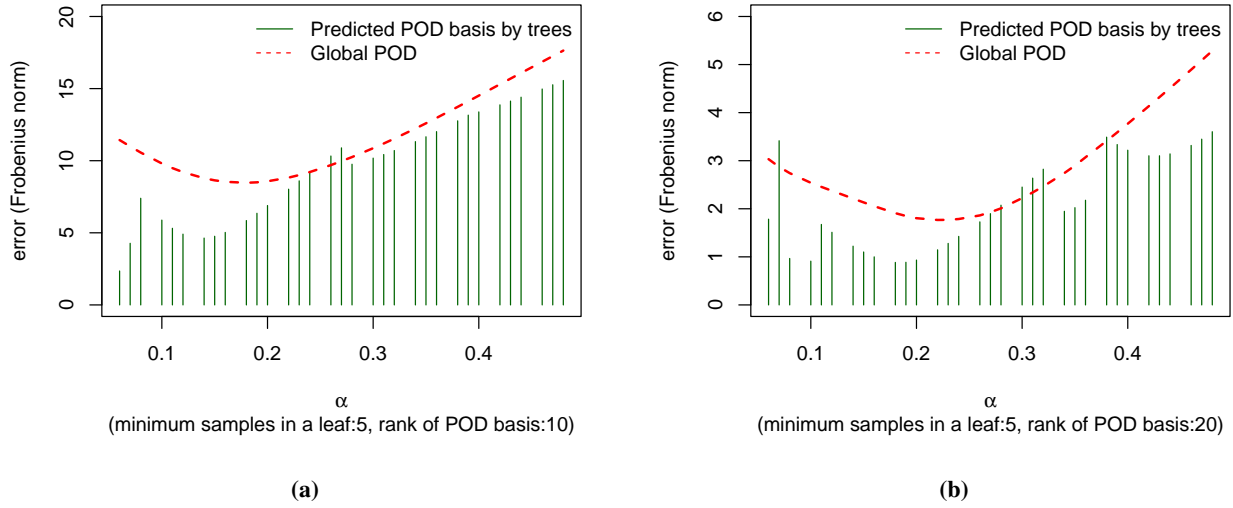 Predicted POD basis by trees
Global POD
error (Frobenius norm)
20
15
10
5
0
0.1 0.2 0.3 0.4
α
(minimum samples in a leaf:5, rank of POD basis:10)
(a)
Predicted POD basis by trees
Global POD
error (Frobenius norm)
6
5
4
3
2
1
0
0.1 0.2 0.3 0.4
α
(minimum samples in a leaf:5, rank of POD basis:20)
(b)